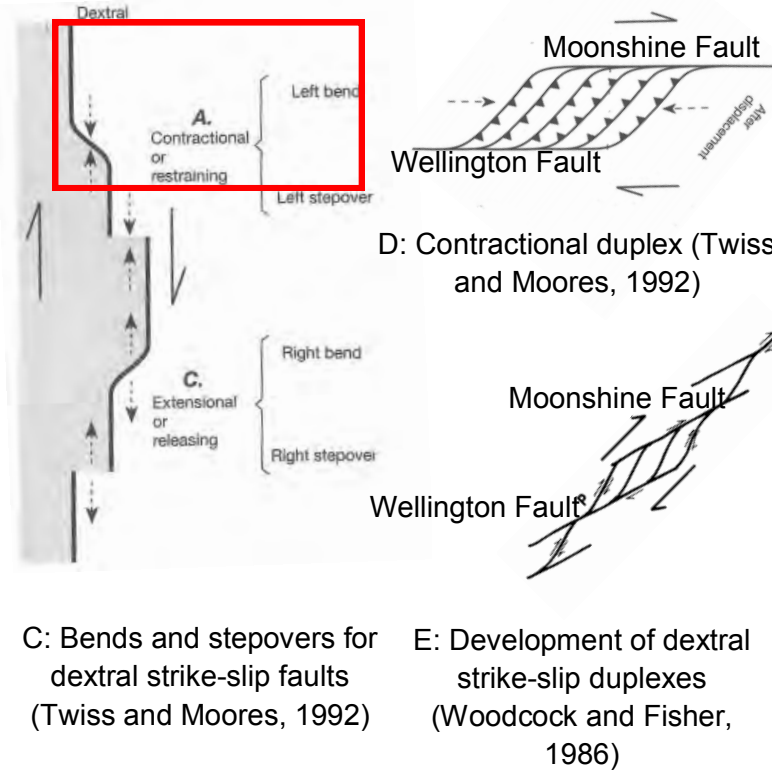 Dextral
A.
Contractional
or
restraining
Left bend
Left stepover
C.
Extensional
or
releasing
Right bend
Right stepover
C: Bends and stepovers for
dextral strike-slip faults
(Twiss and Moores, 1992)
Moonshine Fault
Wellington Fault
After
displacement
D: Contractional duplex (Twiss
and Moores, 1992)
Moonshine Fault
Wellington Fault
E: Development of dextral
strike-slip duplexes
(Woodcock and Fisher,
1986)